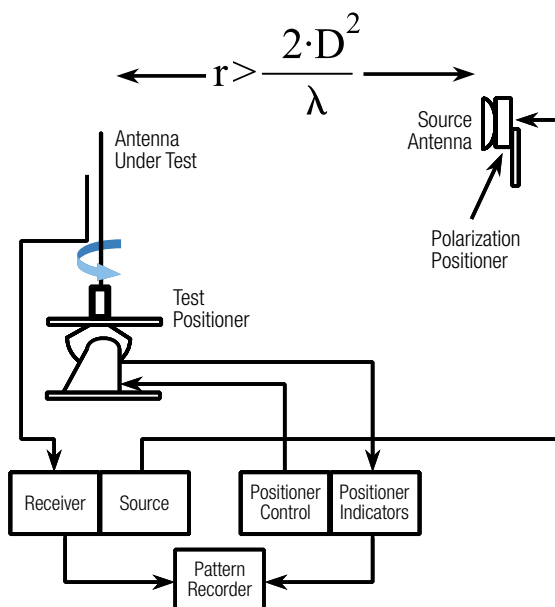 r > 2·D²
λ
Antenna
Under Test
Source
Antenna
Polarization
Positioner
Test
Positioner
Receiver
Source
Positioner
Control
Positioner
Indicators
Pattern
Recorder